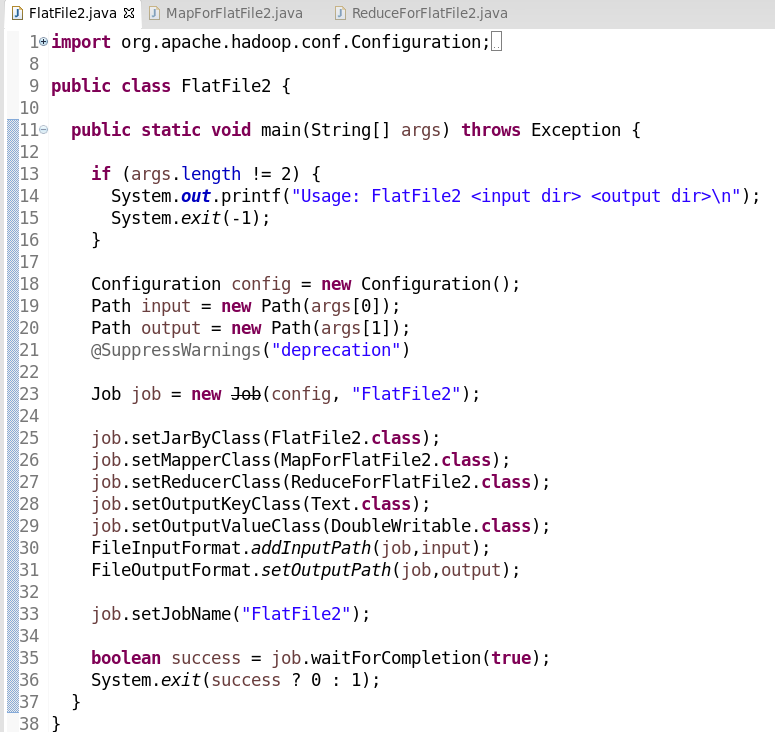 FlatFile2.java MapForFlatFile2.java ReduceForFlatFile2.java
1 import org.apache.hadoop.conf.Configuration;
8
9 public class FlatFile2 {
10
11 public static void main(String[] args) throws Exception {
12
13 if (args.length != 2) {
14 System.out.printf("Usage: FlatFile2 <input dir> <output dir>\n");
15 System.exit(-1);
16 }
17
18 Configuration config = new Configuration();
19 Path input = new Path(args[0]);
20 Path output = new Path(args[1]);
21 @SuppressWarnings("deprecation")
22
23 Job job = new Job(config, "FlatFile2");
24
25 job.setJarByClass(FlatFile2.class);
26 job.setMapperClass(MapForFlatFile2.class);
27 job.setReducerClass(ReduceForFlatFile2.class);
28 job.setOutputKeyClass(Text.class);
29 job.setOutputValueClass(DoubleWritable.class);
30 FileInputFormat.addInputPath(job,input);
31 FileOutputFormat.setOutputPath(job,output);
32
33 job.setJobName("FlatFile2");
34
35 boolean success = job.waitForCompletion(true);
36 System.exit(success ? 0 : 1);
37 }
38 }